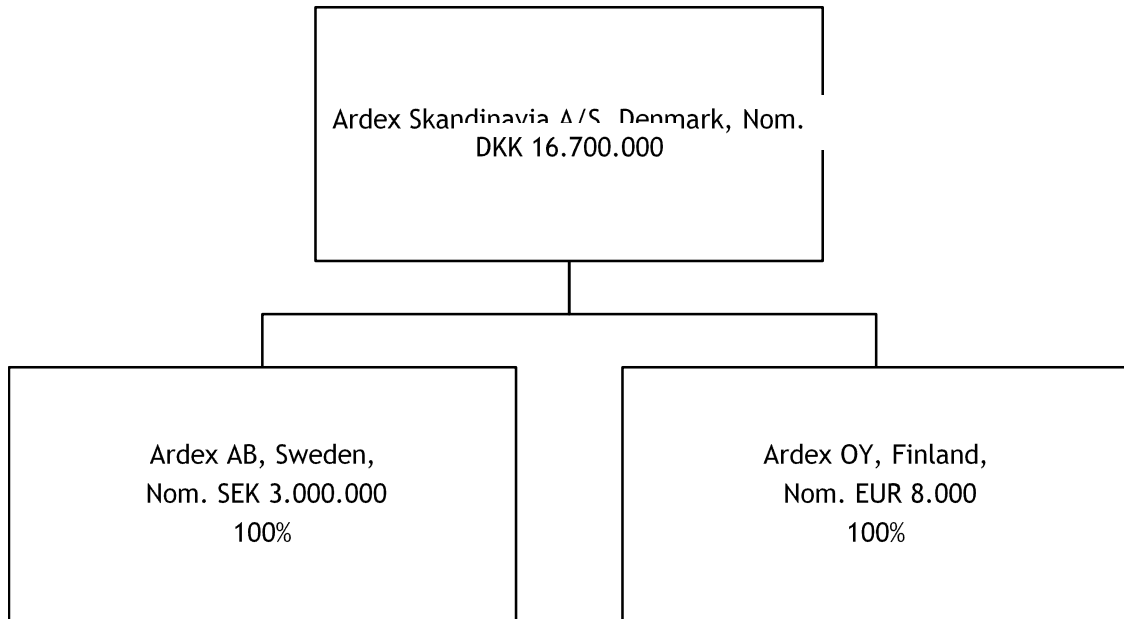 Ardex Skandinavia A/S, Denmark, Nom.
DKK 16.700.000
Ardex AB, Sweden,
Nom. SEK 3.000.000
100%
Ardex OY, Finland,
Nom. EUR 8.000
100%